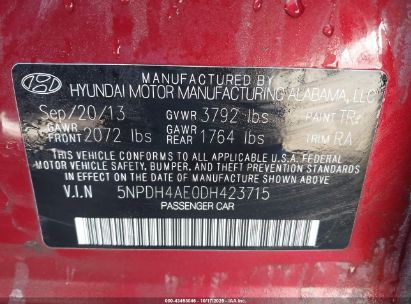 MANUFACTURED BY
HYUNDAI MOTOR MANUFACTURING ALABAMA, LLC
Sep/20/13 GVWR 3792 lbs PAINT TR
GAWR FRONT 2072 lbs GAWR REAR 1764 lbs TRIM RA
THIS VEHICLE CONFORMS TO ALL APPLICABLE U.S.A FEDERAL
MOTOR VEHICLE SAFETY, BUMPER, AND THEFT PREVENTION
STANDARDS IN EFFECT ON THE DATE OF MANUFACTURE
SHOWN ABOVE.
V.I.N 5NPDH4AE0DH423715
PASSENGER CAR